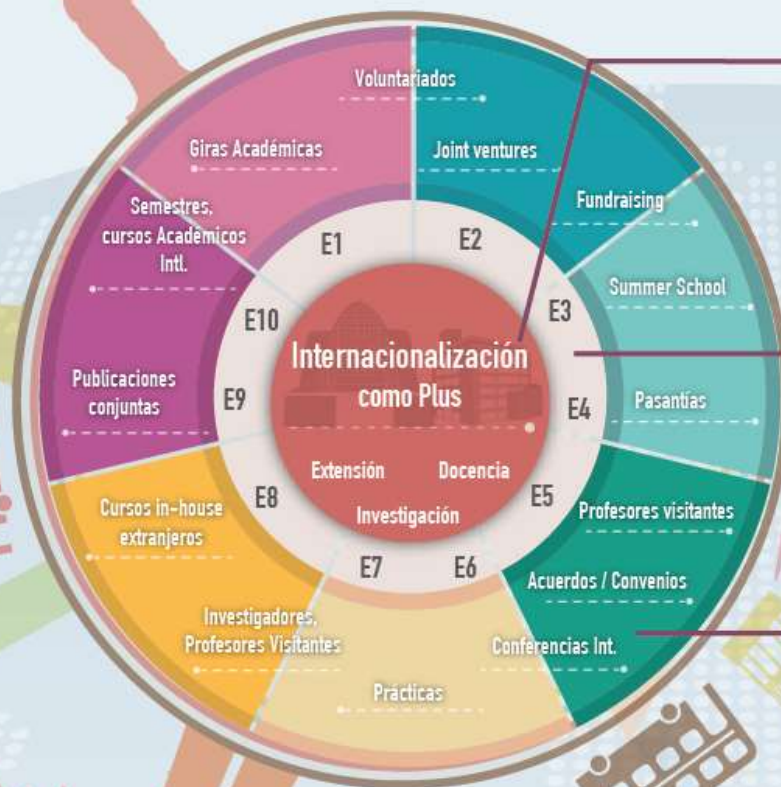 Voluntariados
Giras Académicas
Joint ventures
Fundraising
Semestres,
cursos Académicos
Intl.
E1
E2
Summer School
E10
E3
Internacionalización
como Plus
Publicaciones
conjuntas
E9
E4
Pasantías
Extensión
Docencia
Investigación
Cursos in-house
extranjeros
E8
E5
Profesores visitantes
E7
E6
Acuerdos / Convenios
Investigadores,
Profesores Visitantes
Conferencias Int.
Prácticas